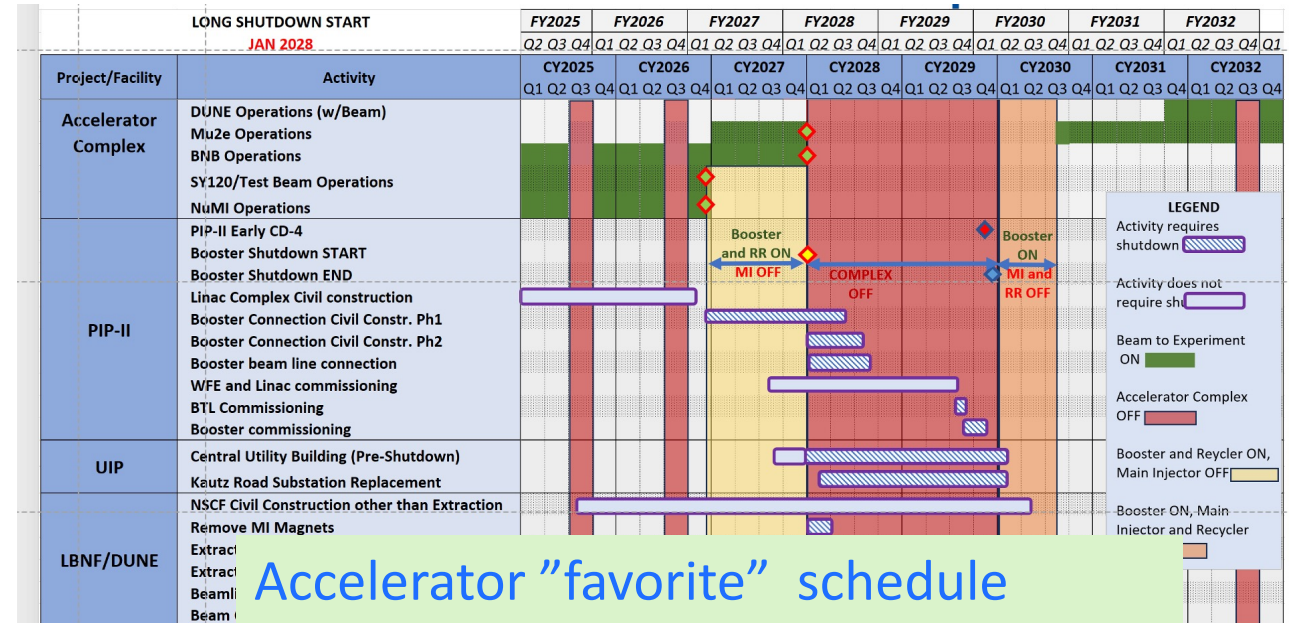 LONG SHUTDOWN START FY2025 FY2026 FY2027 FY2028 FY2029 FY2030 FY2031 FY2032
JAN 2028 Q2 Q3 Q4 Q1 Q2 Q3 Q4 Q1 Q2 Q3 Q4 Q1 Q2 Q3 Q4 Q1 Q2 Q3 Q4 Q1 Q2 Q3 Q4 Q1 Q2 Q3 Q4 Q1 Q2 Q3 Q4 Q1
Project/Facility Activity CY2025 CY2026 CY2027 CY2028 CY2029 CY2030 CY2031 CY2032
Q1 Q2 Q3 Q4 Q1 Q2 Q3 Q4 Q1 Q2 Q3 Q4 Q1 Q2 Q3 Q4 Q1 Q2 Q3 Q4 Q1 Q2 Q3 Q4 Q1 Q2 Q3 Q4 Q1 Q2 Q3 Q4
Accelerator
Complex
DUNE Operations (w/Beam)
Mu2e Operations
BNB Operations
SY120/Test Beam Operations
NuMI Operations
PIP-II
PIP-II Early CD-4
Booster Shutdown START
Booster Shutdown END
Linac Complex Civil construction
Booster Connection Civil Constr. Ph1
Booster Connection Civil Constr. Ph2
Booster beam line connection
WFE and Linac commissioning
BTL Commissioning
Booster commissioning
Booster
and RR ON
MI OFF
COMPLEX
OFF
Booster
ON
MI and
RR OFF
UIP
Central Utility Building (Pre-Shutdown)
Kautz Road Substation Replacement
LBNF/DUNE
NSCF Civil Construction other than Extraction
Remove MI Magnets
Extract
Extract
Beamli
Beam
LEGEND
Activity requires
shutdown
Activity does not
require shu
Beam to Experiment
ON
Accelerator Complex
OFF
Booster and Reycler ON,
Main Injector OFF
Booster ON, Main
Injector and Recycler
Accelerator ”favorite” schedule